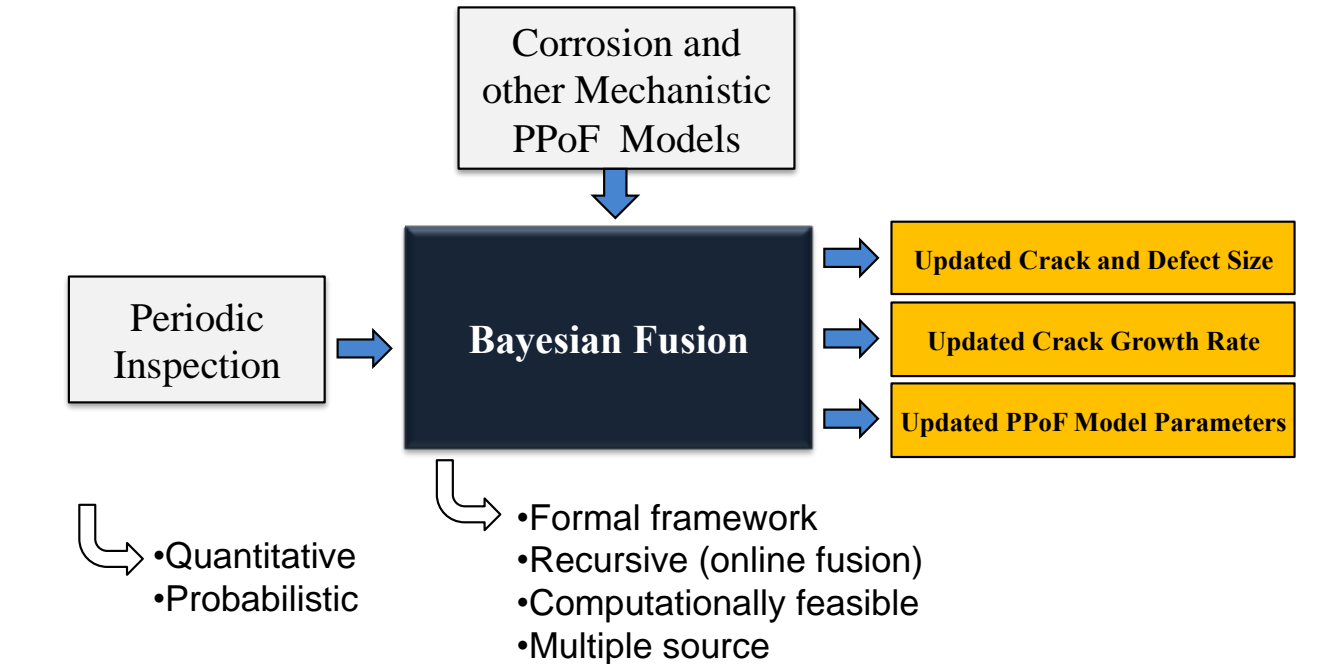 Corrosion and
other Mechanistic
PPoF Models
Periodic
Inspection
Bayesian Fusion
Updated Crack and Defect Size
Updated Crack Growth Rate
Updated PPoF Model Parameters
•Quantitative
•Probabilistic
•Formal framework
•Recursive (online fusion)
•Computationally feasible
•Multiple source